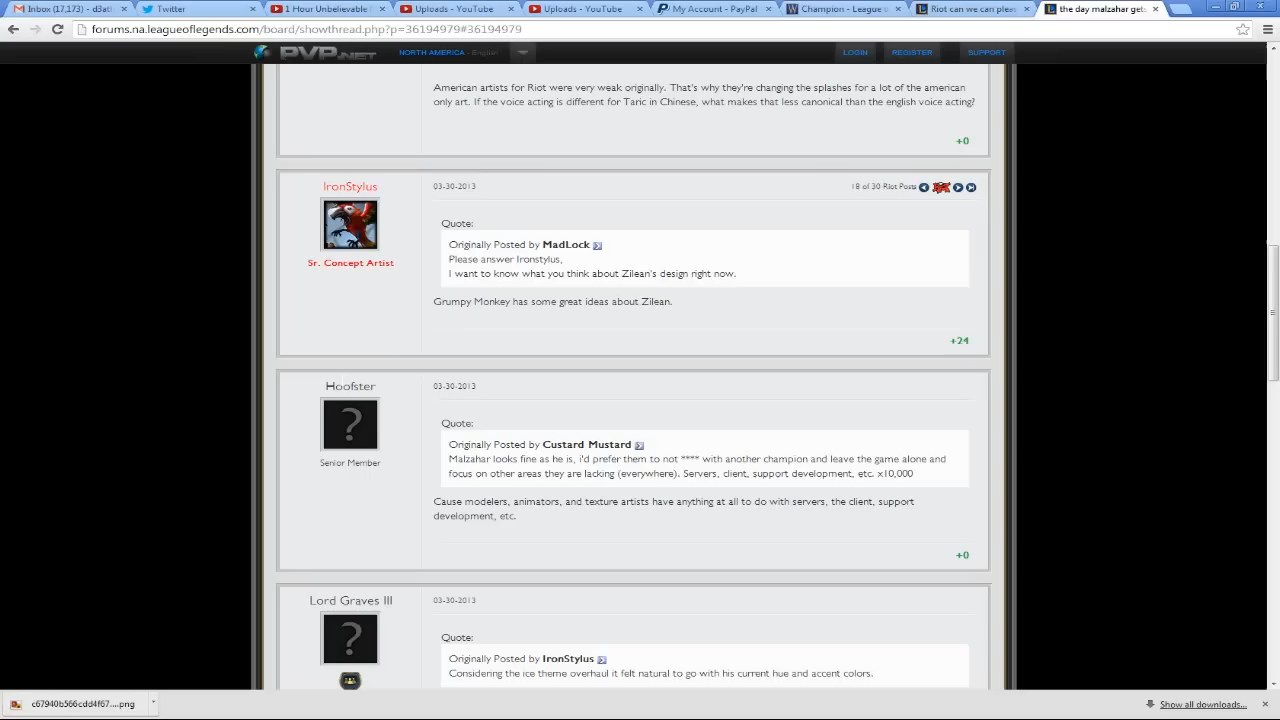 Inbox (17,173) - d3ath
Twitter
1 Hour Unbelievable
Uploads - YouTube
Uploads - YouTube
My Account - PayPal
Champion - League o
Riot can we can pleas
the day malzahar gets
forums.na.leagueoflegends.com/board/showthread.php?p=36194979#36194979
PVP.NET
NORTH AMERICA - English
LOGIN
REGISTER
SUPPORT
American artists for Riot were very weak originally. That's why they're changing the splashes for a lot of the american
only art. If the voice acting is different for Taric in Chinese, what makes that less canonical than the english voice acting?
+0
IronStylus
Sr. Concept Artist
03-30-2013
18 of 30 Riot Posts
Quote:
Originally Posted by MadLock
Please answer Ironstylus,
I want to know what you think about Zilean's design right now.
Grumpy Monkey has some great ideas about Zilean.
+24
Hoofster
Senior Member
03-30-2013
Quote:
Originally Posted by Custard Mustard
Malzahar looks fine as he is, i'd prefer them to not **** with another champion and leave the game alone and
focus on other areas they are lacking (everywhere). Servers, client, support development, etc. x10,000
Cause modelers, animators, and texture artists have anything at all to do with servers, the client, support
development, etc.
+0
Lord Graves III
03-30-2013
Quote:
Originally Posted by IronStylus
Considering the ice theme overhaul it felt natural to go with his current hue and accent colors.
c67940b566cdd4f67....png
Show all downloads...